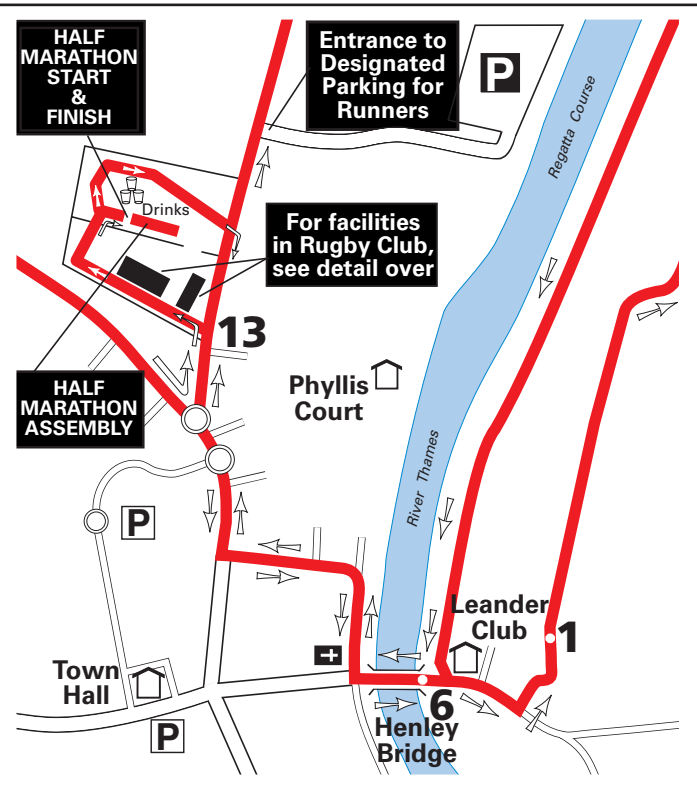 HALF
MARATHON
START
&
FINISH
Entrance to
Designated
Parking for
Runners
P
Regatta Course
Drinks
For facilities
in Rugby Club,
see detail over
13
HALF
MARATHON
ASSEMBLY
Phyllis
Court
River Thames
P
Leander
Club
1
Town
Hall
6
Henley
Bridge
P